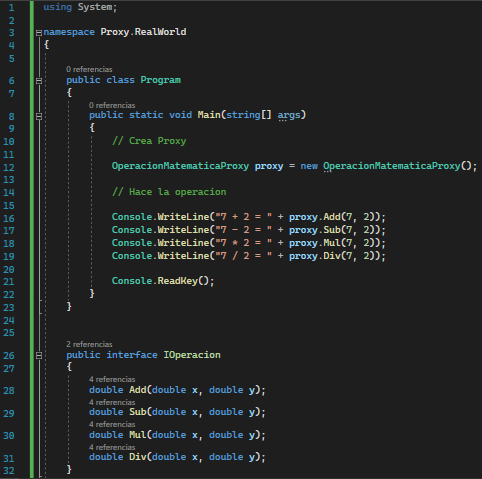 1 using System;
2
3 namespace Proxy.RealWorld
4 {
5
0 referencias
6 public class Program
7 {
0 referencias
8 public static void Main(string[] args)
9 {
10 // Crea Proxy
11
12 OperacionMatematicaProxy proxy = new OperacionMatematicaProxy();
13
14 // Hace la operacion
15
16 Console.WriteLine("7 + 2 = " + proxy.Add(7, 2));
17 Console.WriteLine("7 - 2 = " + proxy.Sub(7, 2));
18 Console.WriteLine("7 * 2 = " + proxy.Mul(7, 2));
19 Console.WriteLine("7 / 2 = " + proxy.Div(7, 2));
20
21 Console.ReadKey();
22 }
23 }
24
25
2 referencias
26 public interface IOperacion
27 {
4 referencias
28 double Add(double x, double y);
4 referencias
29 double Sub(double x, double y);
4 referencias
30 double Mul(double x, double y);
4 referencias
31 double Div(double x, double y);
32 }